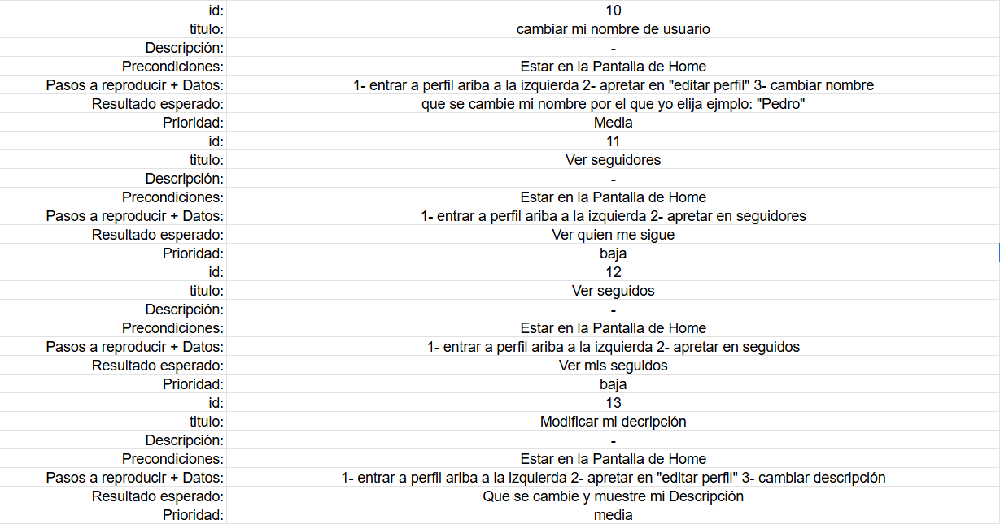 id: 10
titulo: cambiar mi nombre de usuario
Descripción: -
Precondiciones: Estar en la Pantalla de Home
Pasos a reproducir + Datos: 1- entrar a perfil ariba a la izquierda 2- apretar en "editar perfil" 3- cambiar nombre
Resultado esperado: que se cambie mi nombre por el que yo elija ejmplo: "Pedro"
Prioridad: Media
id: 11
titulo: Ver seguidores
Descripción: -
Precondiciones: Estar en la Pantalla de Home
Pasos a reproducir + Datos: 1- entrar a perfil ariba a la izquierda 2- apretar en seguidores
Resultado esperado: Ver quien me sigue
Prioridad: baja
id: 12
titulo: Ver seguidos
Descripción: -
Precondiciones: Estar en la Pantalla de Home
Pasos a reproducir + Datos: 1- entrar a perfil ariba a la izquierda 2- apretar en seguidos
Resultado esperado: Ver mis seguidos
Prioridad: baja
id: 13
titulo: Modificar mi decripción
Descripción: -
Precondiciones: Estar en la Pantalla de Home
Pasos a reproducir + Datos: 1- entrar a perfil ariba a la izquierda 2- apretar en "editar perfil" 3- cambiar descripción
Resultado esperado: Que se cambie y muestre mi Descripción
Prioridad: media